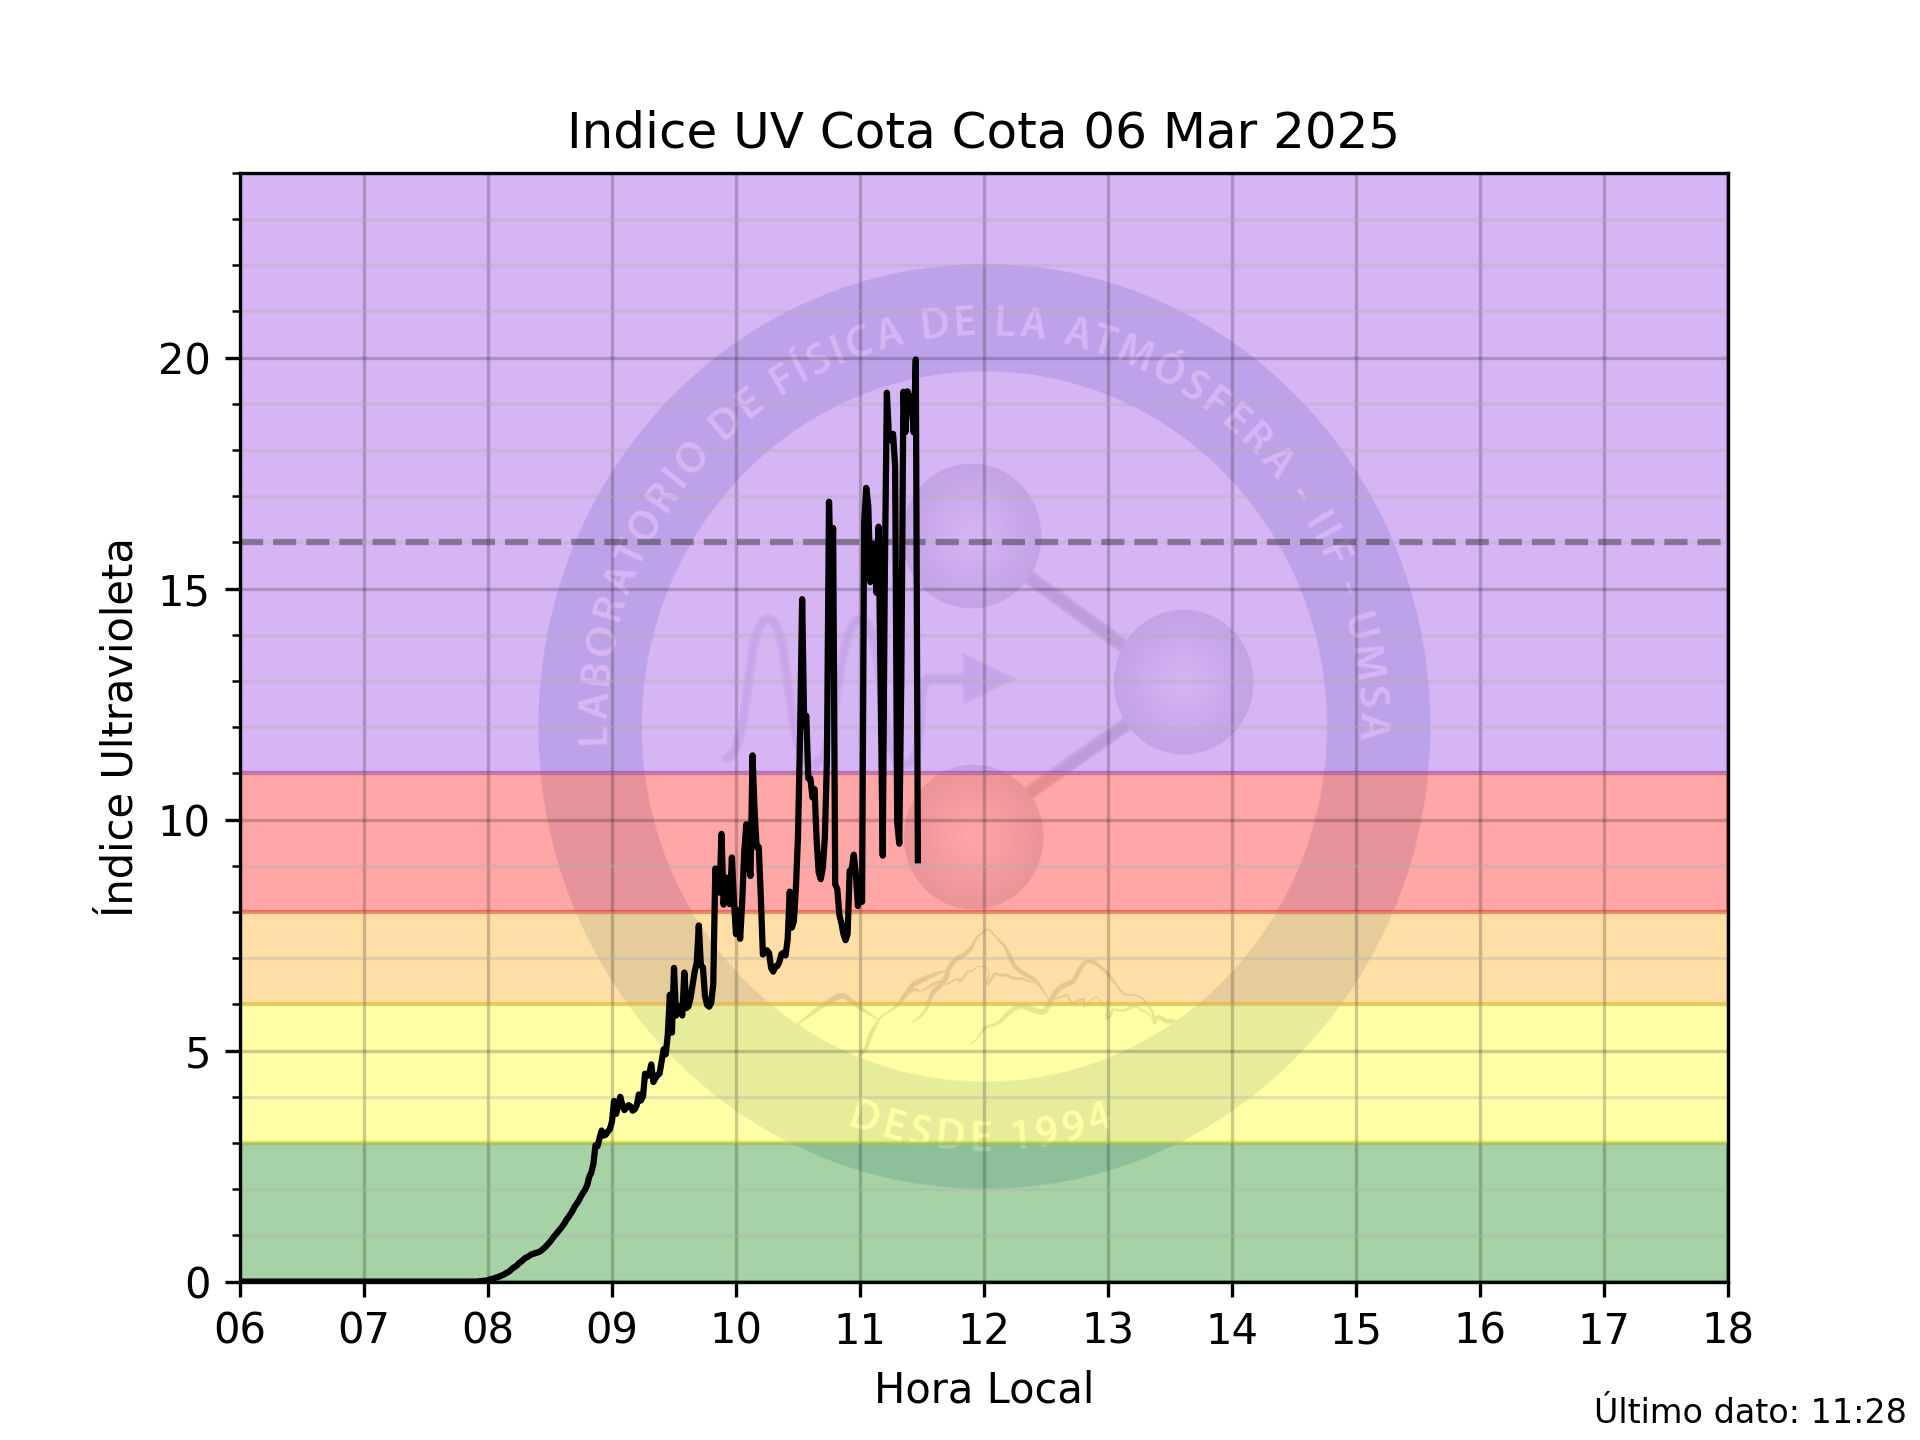 Indice UV Cota Cota 06 Mar 2025
LABORATORIO DE FÍSICA DE LA ATMÓSFERA - IIF - UMSA
20
15
10
5
0
Índice Ultravioleta
DESDE 1994
06 07 08 09 10 11 12 13 14 15 16 17 18
Hora Local
Último dato: 11:28